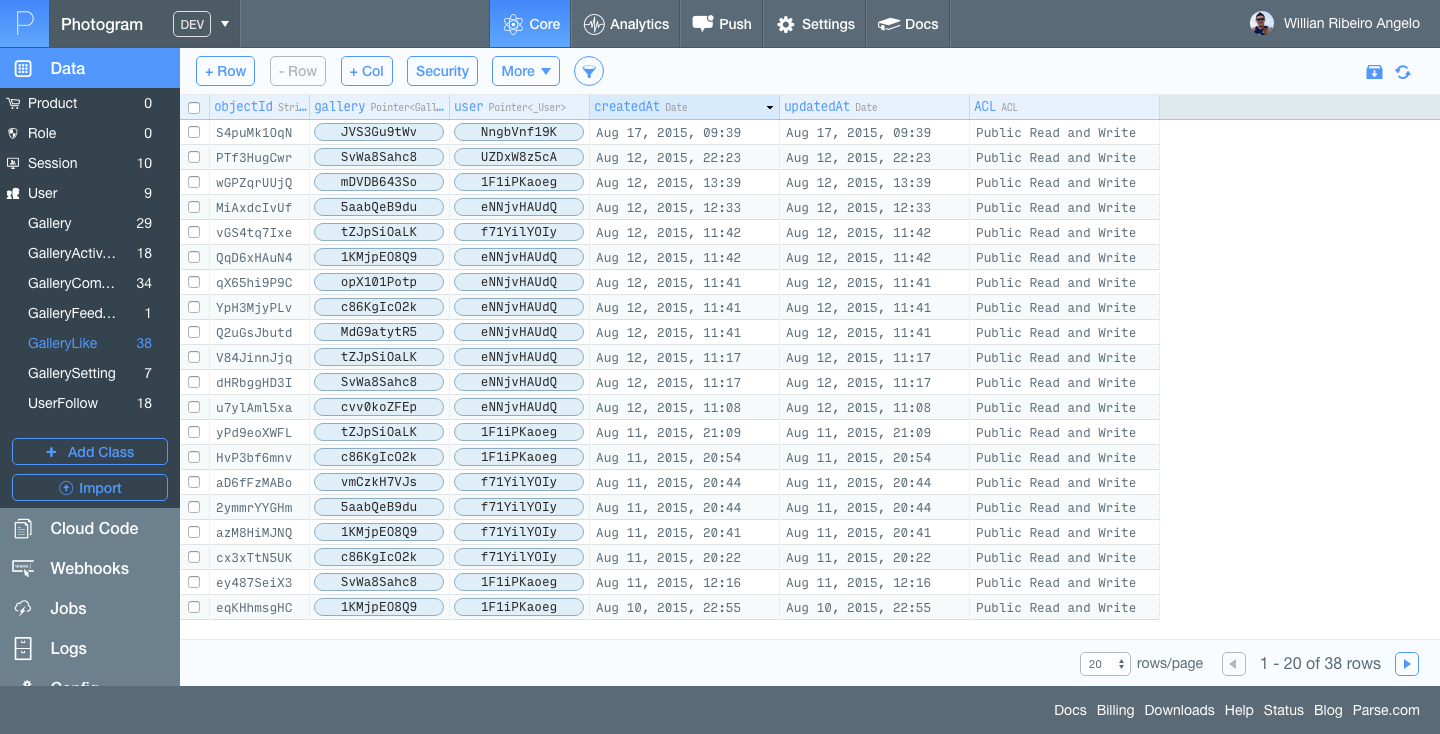 P Photogram DEV Core Analytics Push Settings Docs Willian Ribeiro Angelo
Data
Product 0
Role 0
Session 10
User 9
Gallery 29
GalleryActiv... 18
GalleryCom... 34
GalleryFeed... 1
GalleryLike 38
GallerySetting 7
UserFollow 18
+ Add Class
Import
Cloud Code
Webhooks
Jobs
Logs
+ Row - Row + Col Security More
objectId Stri... gallery Pointer<Gall... user Pointer<_User> createdAt Date updatedAt Date ACL ACL
S4puMk1OqN JVS3Gu9tWv NngbVnf19K Aug 17, 2015, 09:39 Aug 17, 2015, 09:39 Public Read and Write
PTf3HugCwr SvWa8Sahc8 UZDxW8z5cA Aug 12, 2015, 22:23 Aug 12, 2015, 22:23 Public Read and Write
wGPZqrUUjQ mDVDB643So 1F1iPKaoeg Aug 12, 2015, 13:39 Aug 12, 2015, 13:39 Public Read and Write
MiAxdcIvUf 5aabQeB9du eNNjvHAUdQ Aug 12, 2015, 12:33 Aug 12, 2015, 12:33 Public Read and Write
vGS4tq7Ixe tZJpSiOaLK f71YilYOIy Aug 12, 2015, 11:42 Aug 12, 2015, 11:42 Public Read and Write
QqD6xHAuN4 1KMjpEO8Q9 eNNjvHAUdQ Aug 12, 2015, 11:42 Aug 12, 2015, 11:42 Public Read and Write
qX65hi9P9C opX101Potp eNNjvHAUdQ Aug 12, 2015, 11:41 Aug 12, 2015, 11:41 Public Read and Write
YpH3MjyPLv c86KgIcO2k eNNjvHAUdQ Aug 12, 2015, 11:41 Aug 12, 2015, 11:41 Public Read and Write
Q2uGsJbutd MdG9atytR5 eNNjvHAUdQ Aug 12, 2015, 11:41 Aug 12, 2015, 11:41 Public Read and Write
V84JinnJjq tZJpSiOaLK eNNjvHAUdQ Aug 12, 2015, 11:17 Aug 12, 2015, 11:17 Public Read and Write
dHRbggHD3I SvWa8Sahc8 eNNjvHAUdQ Aug 12, 2015, 11:17 Aug 12, 2015, 11:17 Public Read and Write
u7ylAml5xa cvv0koZFEp eNNjvHAUdQ Aug 12, 2015, 11:08 Aug 12, 2015, 11:08 Public Read and Write
yPd9eoXWFL tZJpSiOaLK 1F1iPKaoeg Aug 11, 2015, 21:09 Aug 11, 2015, 21:09 Public Read and Write
HvP3bf6mnv c86KgIcO2k 1F1iPKaoeg Aug 11, 2015, 20:54 Aug 11, 2015, 20:54 Public Read and Write
aD6fFzMABo vmCzkH7VJs f71YilYOIy Aug 11, 2015, 20:44 Aug 11, 2015, 20:44 Public Read and Write
2ymmrYYGHm 5aabQeB9du f71YilYOIy Aug 11, 2015, 20:44 Aug 11, 2015, 20:44 Public Read and Write
azM8HiMJNQ 1KMjpEO8Q9 f71YilYOIy Aug 11, 2015, 20:41 Aug 11, 2015, 20:41 Public Read and Write
cx3xTtN5UK c86KgIcO2k f71YilYOIy Aug 11, 2015, 20:22 Aug 11, 2015, 20:22 Public Read and Write
ey487SeiX3 SvWa8Sahc8 1F1iPKaoeg Aug 11, 2015, 12:16 Aug 11, 2015, 12:16 Public Read and Write
eqKHhmsgHC 1KMjpEO8Q9 1F1iPKaoeg Aug 10, 2015, 22:55 Aug 10, 2015, 22:55 Public Read and Write
20 rows/page 1 - 20 of 38 rows
Docs Billing Downloads Help Status Blog Parse.com